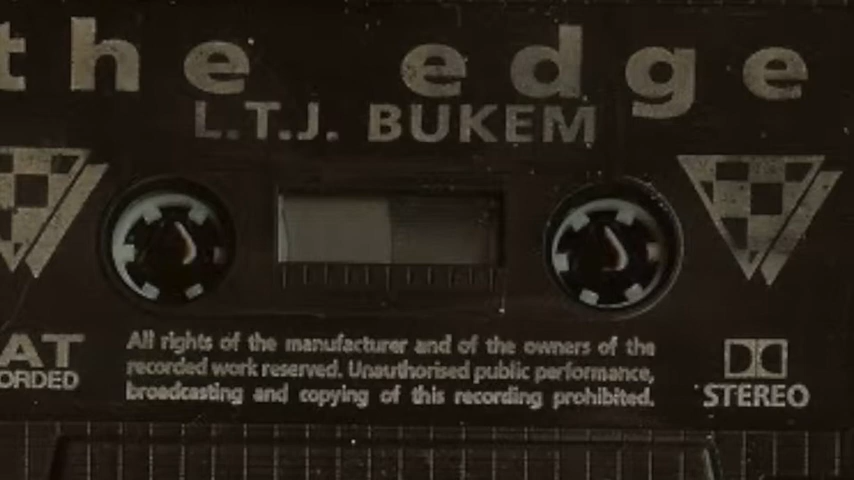 the edge
L.T.J. BUKEM
All rights of the manufacturer and of the owners of the
recorded work reserved. Unauthorised public performance,
broadcasting and copying of this recording prohibited.
AT
ORDED
STEREO